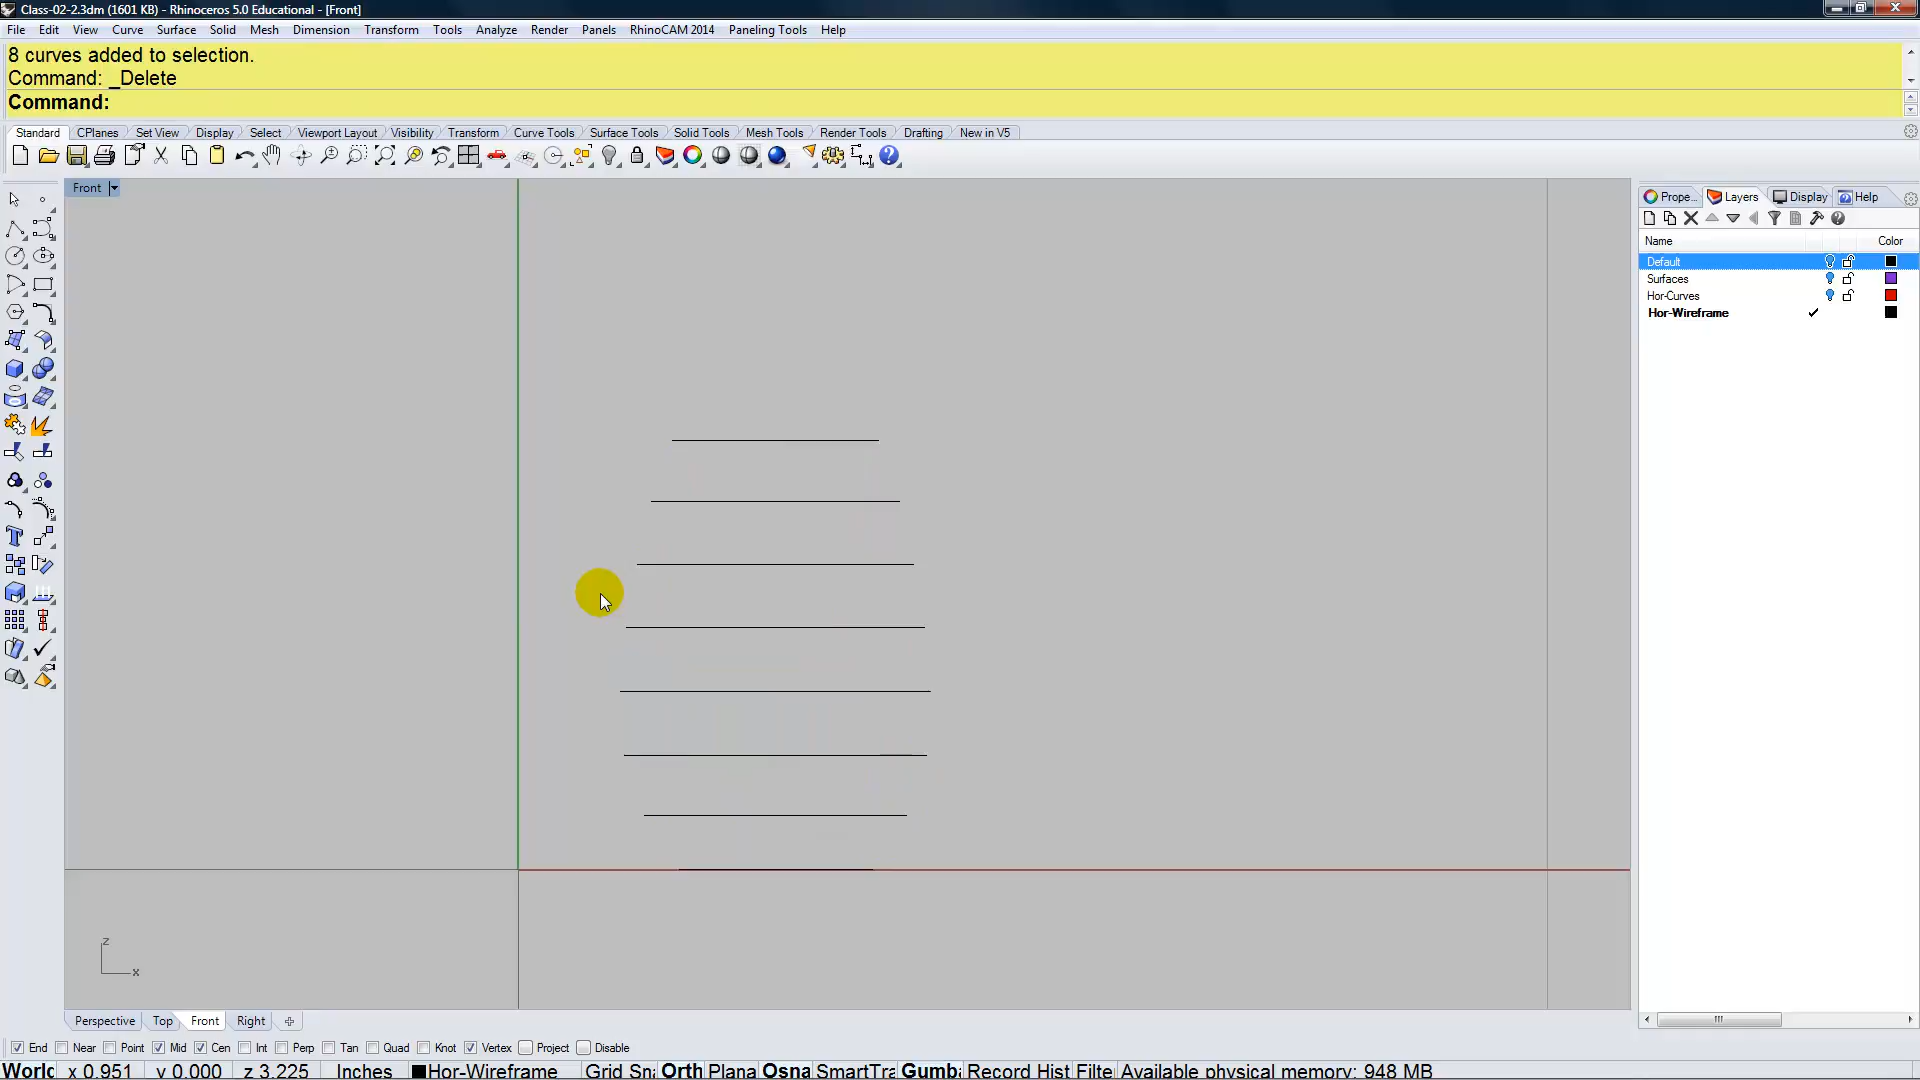 Class-02-2.3dm (1601 KB) - Rhinoceros 5.0 Educational - [Front]
File Edit View Curve Surface Solid Mesh Dimension Transform Tools Analyze Render Panels RhinoCAM 2014 Paneling Tools Help
8 curves added to selection.
Command: _Delete
Command:
Standard CPlanes Set View Display Select Viewport Layout Visibility Transform Curve Tools Surface Tools Solid Tools Mesh Tools Render Tools Drafting New in V5
Front
Prope... Layers Display Help
Name Color
Default
Surfaces
Hor-Curves
Hor-Wireframe
z
x
Perspective Top Front Right
End Near Point Mid Cen Int Perp Tan Quad Knot Vertex Project Disable
World x 0.951 y 0.000 z 3.225 Inches Hor-Wireframe Grid Sna Orth Plana Osna SmartTra Gumba Record Hist Filte Available physical memory: 948 MB